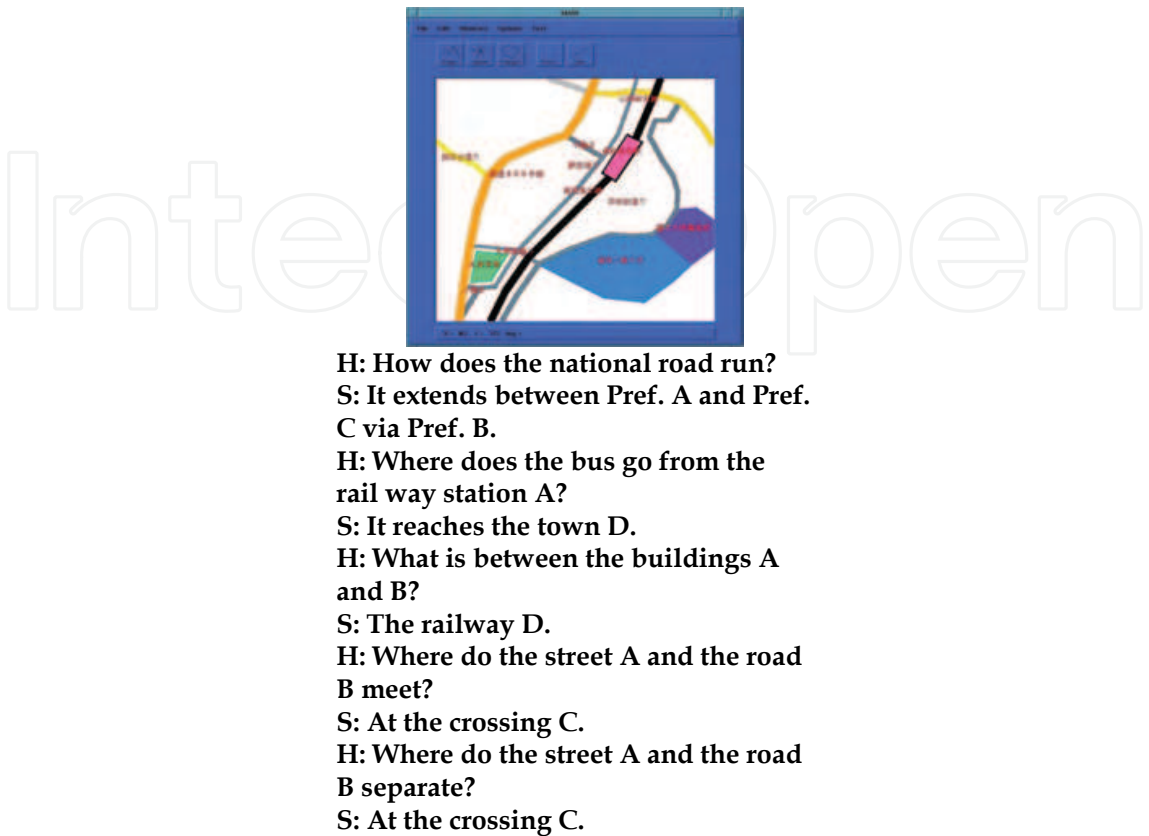 IntechOpen
H: How does the national road run?
S: It extends between Pref. A and Pref.
C via Pref. B.
H: Where does the bus go from the
rail way station A?
S: It reaches the town D.
H: What is between the buildings A
and B?
S: The railway D.
H: Where do the street A and the road
B meet?
S: At the crossing C.
H: Where do the street A and the road
B separate?
S: At the crossing C.